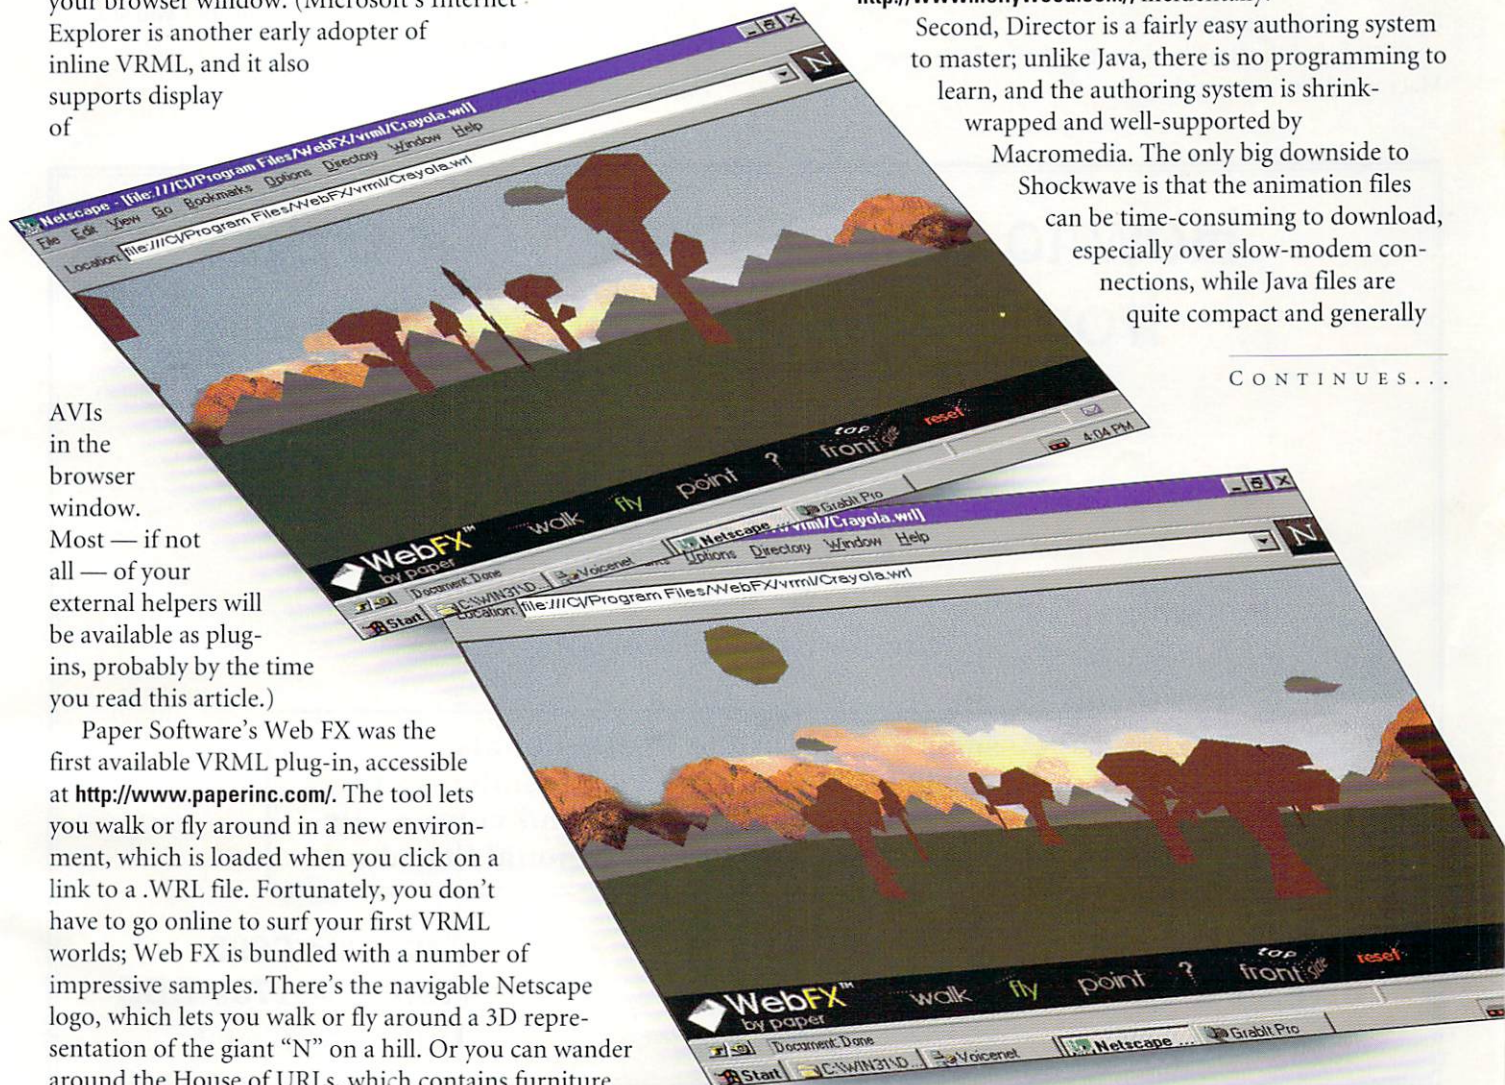 your browser window. (Microsoft's Internet
Explorer is another early adopter of
inline VRML, and it also
supports display
of
AVIs
in the
browser
window.
Most — if not
all — of your
external helpers will
be available as plug-
ins, probably by the time
you read this article.)
Paper Software's Web FX was the
first available VRML plug-in, accessible
at http://www.paperinc.com/. The tool lets
you walk or fly around in a new environ-
ment, which is loaded when you click on a
link to a .WRL file. Fortunately, you don't
have to go online to surf your first VRML
worlds; Web FX is bundled with a number of
impressive samples. There's the navigable Netscape
logo, which lets you walk or fly around a 3D repre-
sentation of the giant "N" on a hill. Or you can wander
around the House of URLs, which contains furniture
Second, Director is a fairly easy authoring system
to master; unlike Java, there is no programming to
learn, and the authoring system is shrink-
wrapped and well-supported by
Macromedia. The only big downside to
Shockwave is that the animation files
can be time-consuming to download,
especially over slow-modem con-
nections, while Java files are
quite compact and generally
CONTINUES...
Netscape - [file:///C|/Program Files/WebFX/vrml/Crayola.wrl]
File Edit View Go Bookmarks Options Directory Window Help
Location: file:///C|/Program Files/WebFX/vrml/Crayola.wrl
N
WebFX™ by paper
walk fly point ? top front side reset
Document: Done
Start C:\WIN31\D... Voicenet Netscape ... GrabIt Pro 4:04 PM
/vrml/Crayola.wrl]
Options Directory Window Help
Location: file:///C|/Program Files/WebFX/vrml/Crayola.wrl
N
WebFX™ by paper
walk fly point ? top front side reset
Document: Done
Start C:\WIN31\D... Voicenet Netscape ... GrabIt Pro